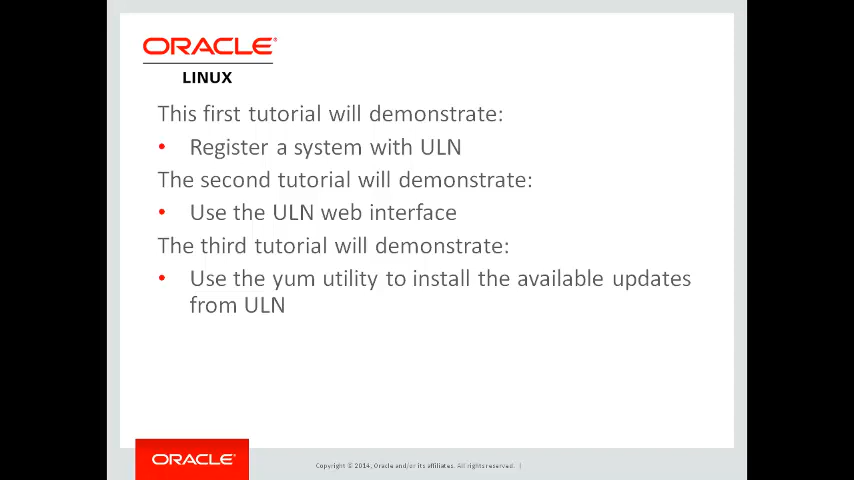 ORACLE
LINUX
This first tutorial will demonstrate:
• Register a system with ULN
The second tutorial will demonstrate:
• Use the ULN web interface
The third tutorial will demonstrate:
• Use the yum utility to install the available updates
from ULN
ORACLE
Copyright © 2014, Oracle and/or its affiliates. All rights reserved. |